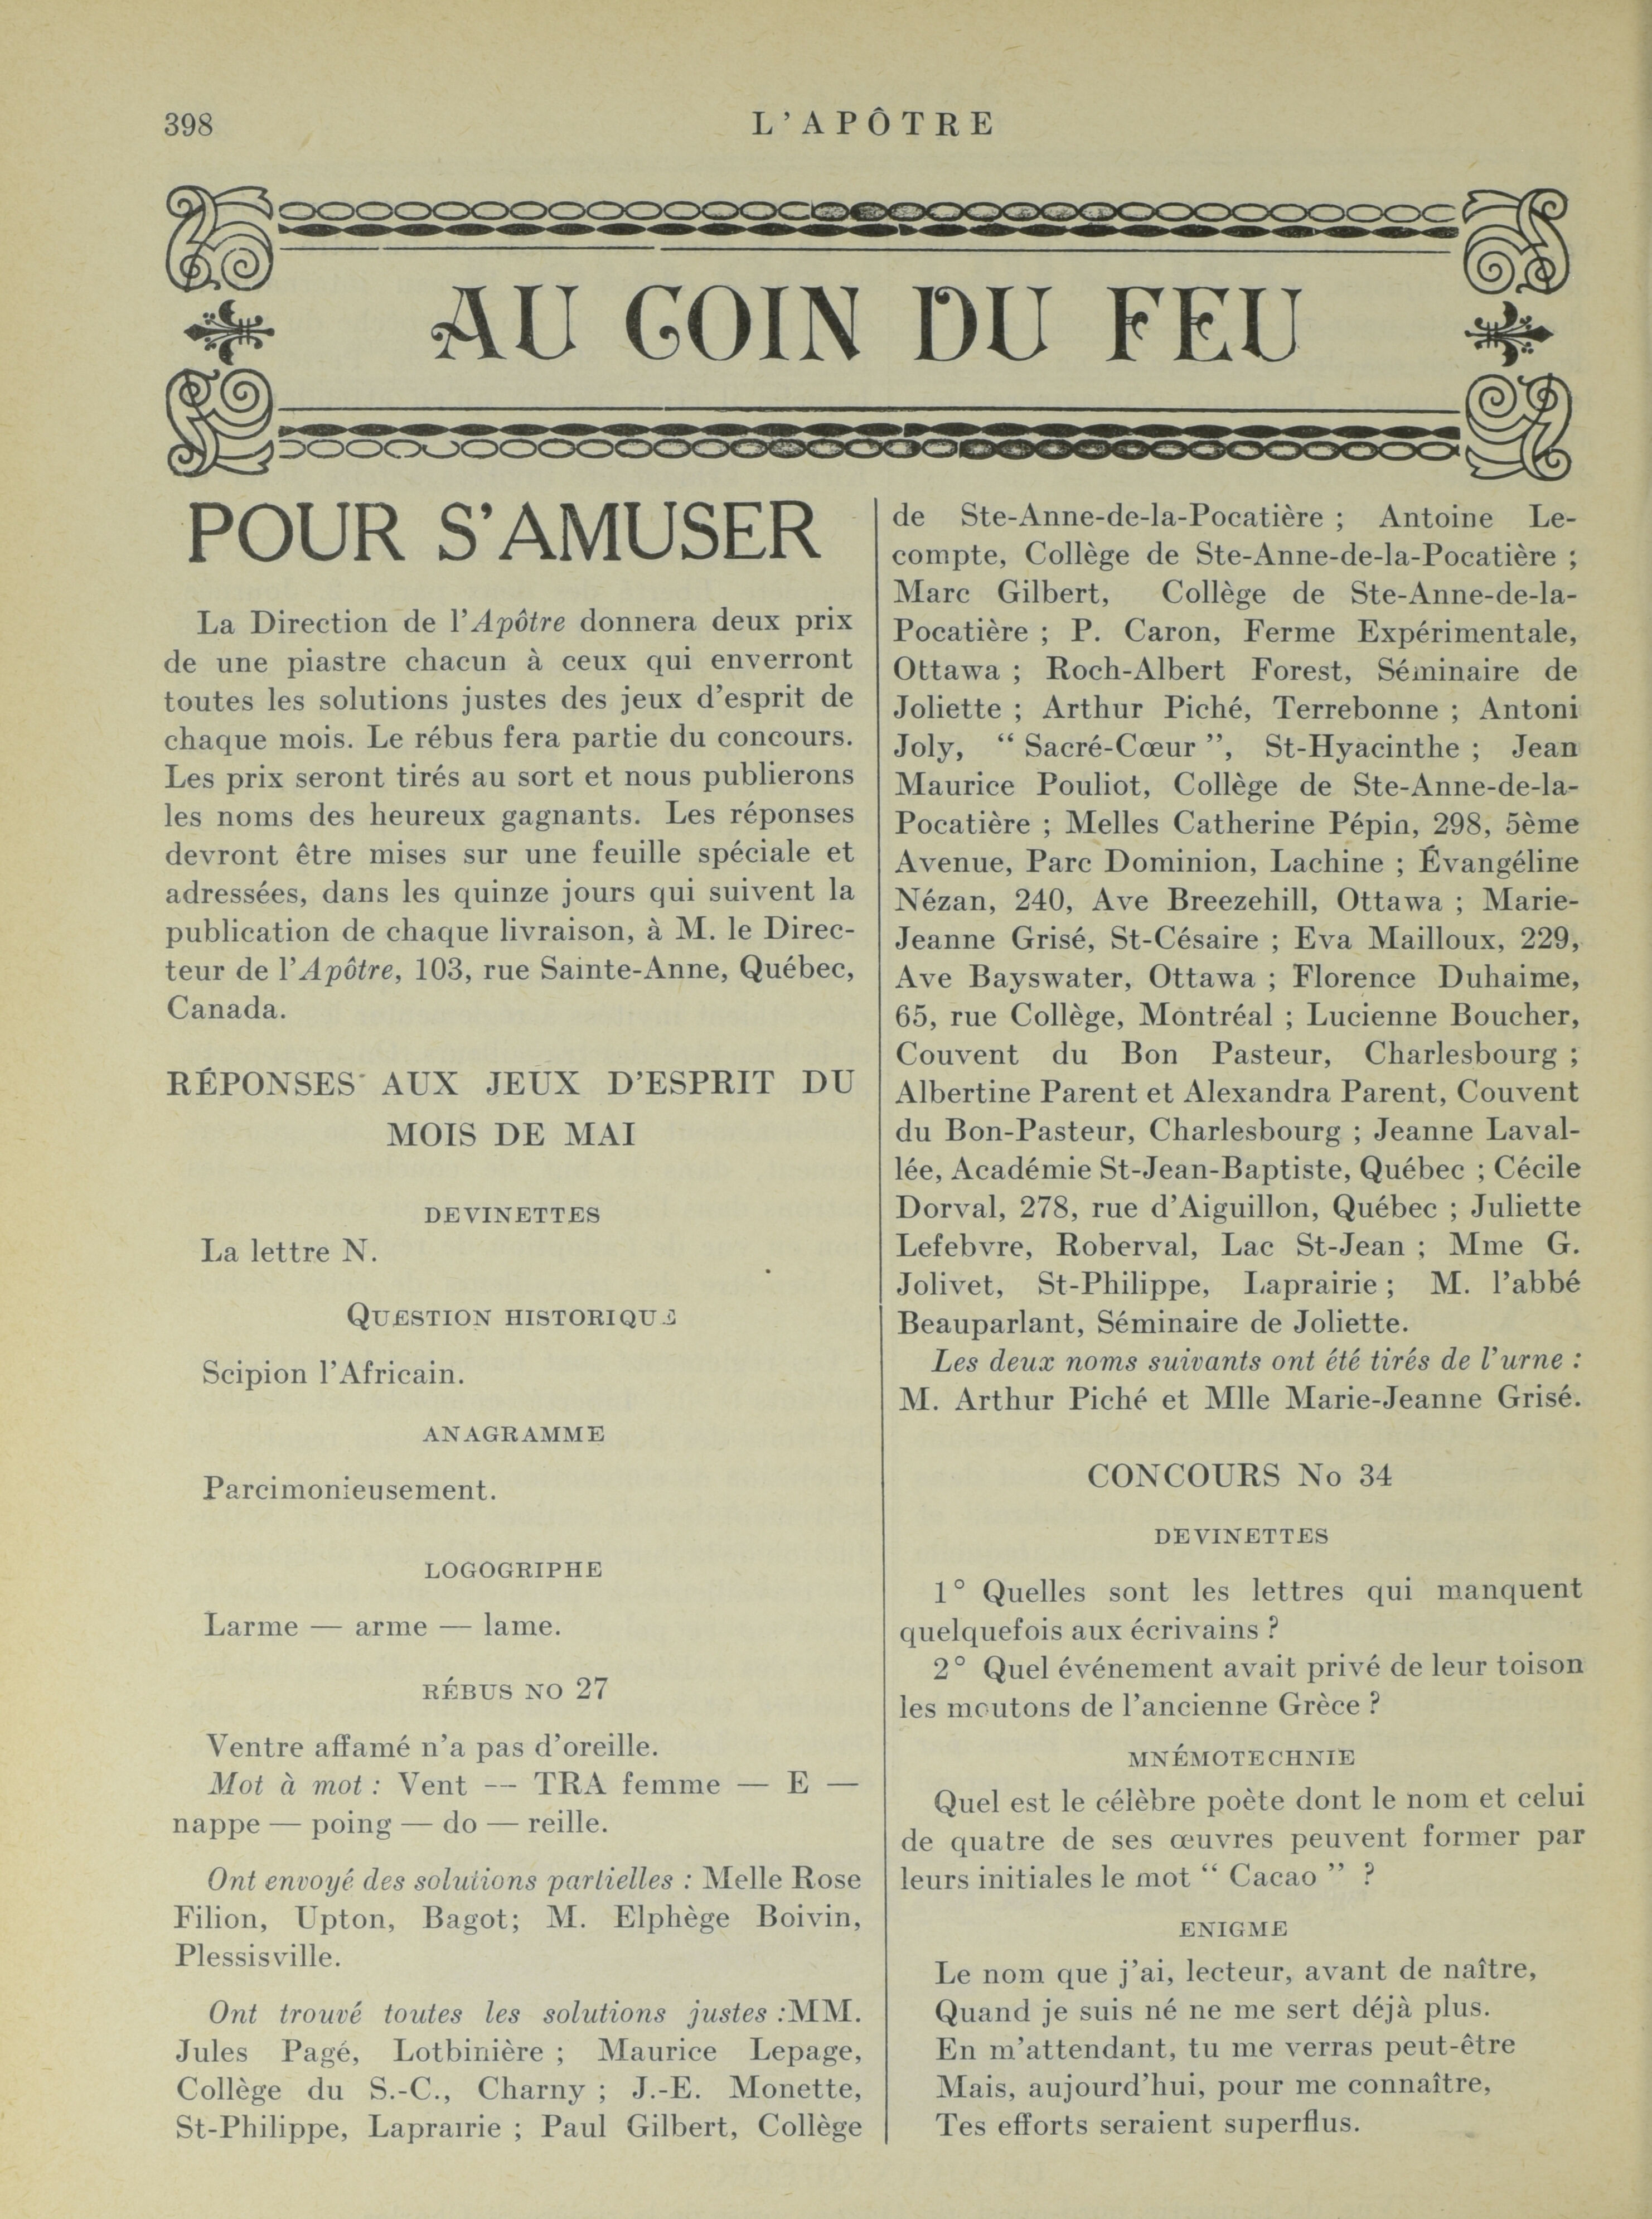 398
L'APÔTRE
AU COIN DU FEU
POUR S'AMUSER
La Direction de l'Apôtre donnera deux prix
de une piastre chacun à ceux qui enverront
toutes les solutions justes des jeux d'esprit de
chaque mois. Le rébus fera partie du concours.
Les prix seront tirés au sort et nous publierons
les noms des heureux gagnants. Les réponses
devront être mises sur une feuille spéciale et
adressées, dans les quinze jours qui suivent la
publication de chaque livraison, à M. le Direc-
teur de l'Apôtre, 103, rue Sainte-Anne, Québec,
Canada.
RÉPONSES AUX JEUX D'ESPRIT DU
MOIS DE MAI
DEVINETTES
La lettre N.
QUESTION HISTORIQUE
Scipion l'Africain.
ANAGRAMME
Parcimonieusement.
LOGOGRIPHE
Larme — arme — lame.
RÉBUS NO 27
Ventre affamé n'a pas d'oreille.
Mot à mot : Vent — TRA femme — E —
nappe — poing — do — reille.
Ont envoyé des solutions partielles : Melle Rose
Filion, Upton, Bagot; M. Elphège Boivin,
Plessisville.
Ont trouvé toutes les solutions justes :MM.
Jules Pagé, Lotbinière ; Maurice Lepage,
Collège du S.-C., Charny ; J.-E. Monette,
St-Philippe, Laprairie ; Paul Gilbert, Collège
de Ste-Anne-de-la-Pocatière ; Antoine Le-
compte, Collège de Ste-Anne-de-la-Pocatière ;
Marc Gilbert, Collège de Ste-Anne-de-la-
Pocatière ; P. Caron, Ferme Expérimentale,
Ottawa ; Roch-Albert Forest, Séminaire de
Joliette ; Arthur Piché, Terrebonne ; Antoni
Joly, “ Sacré-Cœur ”, St-Hyacinthe ; Jean
Maurice Pouliot, Collège de Ste-Anne-de-la-
Pocatière ; Melles Catherine Pépin, 298, 5ème
Avenue, Parc Dominion, Lachine ; Évangéline
Nézan, 240, Ave Breezehill, Ottawa ; Marie-
Jeanne Grisé, St-Césaire ; Eva Mailloux, 229,
Ave Bayswater, Ottawa ; Florence Duhaime,
65, rue Collège, Montréal ; Lucienne Boucher,
Couvent du Bon Pasteur, Charlesbourg ;
Albertine Parent et Alexandra Parent, Couvent
du Bon-Pasteur, Charlesbourg ; Jeanne Laval-
lée, Académie St-Jean-Baptiste, Québec ; Cécile
Dorval, 278, rue d'Aiguillon, Québec ; Juliette
Lefebvre, Roberval, Lac St-Jean ; Mme G.
Jolivet, St-Philippe, Laprairie ; M. l'abbé
Beauparlant, Séminaire de Joliette.
Les deux noms suivants ont été tirés de l'urne :
M. Arthur Piché et Mlle Marie-Jeanne Grisé.
CONCOURS No 34
DEVINETTES
1° Quelles sont les lettres qui manquent
quelquefois aux écrivains ?
2° Quel événement avait privé de leur toison
les moutons de l'ancienne Grèce ?
MNÉMOTECHNIE
Quel est le célèbre poète dont le nom et celui
de quatre de ses œuvres peuvent former par
leurs initiales le mot “ Cacao ” ?
ENIGME
Le nom que j'ai, lecteur, avant de naître,
Quand je suis né ne me sert déjà plus.
En m'attendant, tu me verras peut-être
Mais, aujourd'hui, pour me connaître,
Tes efforts seraient superflus.